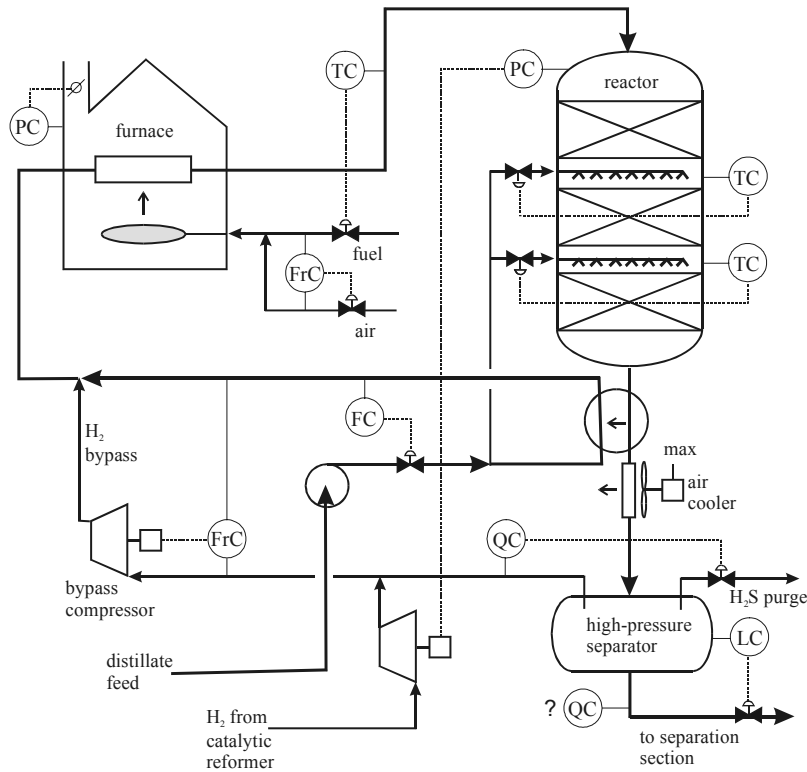 TC
PC
reactor
PC
furnace
TC
fuel
FrC
TC
air
FC
H₂
bypass
max
air
cooler
FrC
QC
bypass
compressor
H₂S purge
high-pressure
separator
LC
distillate
feed
? QC
H₂ from
catalytic
reformer
to separation
section